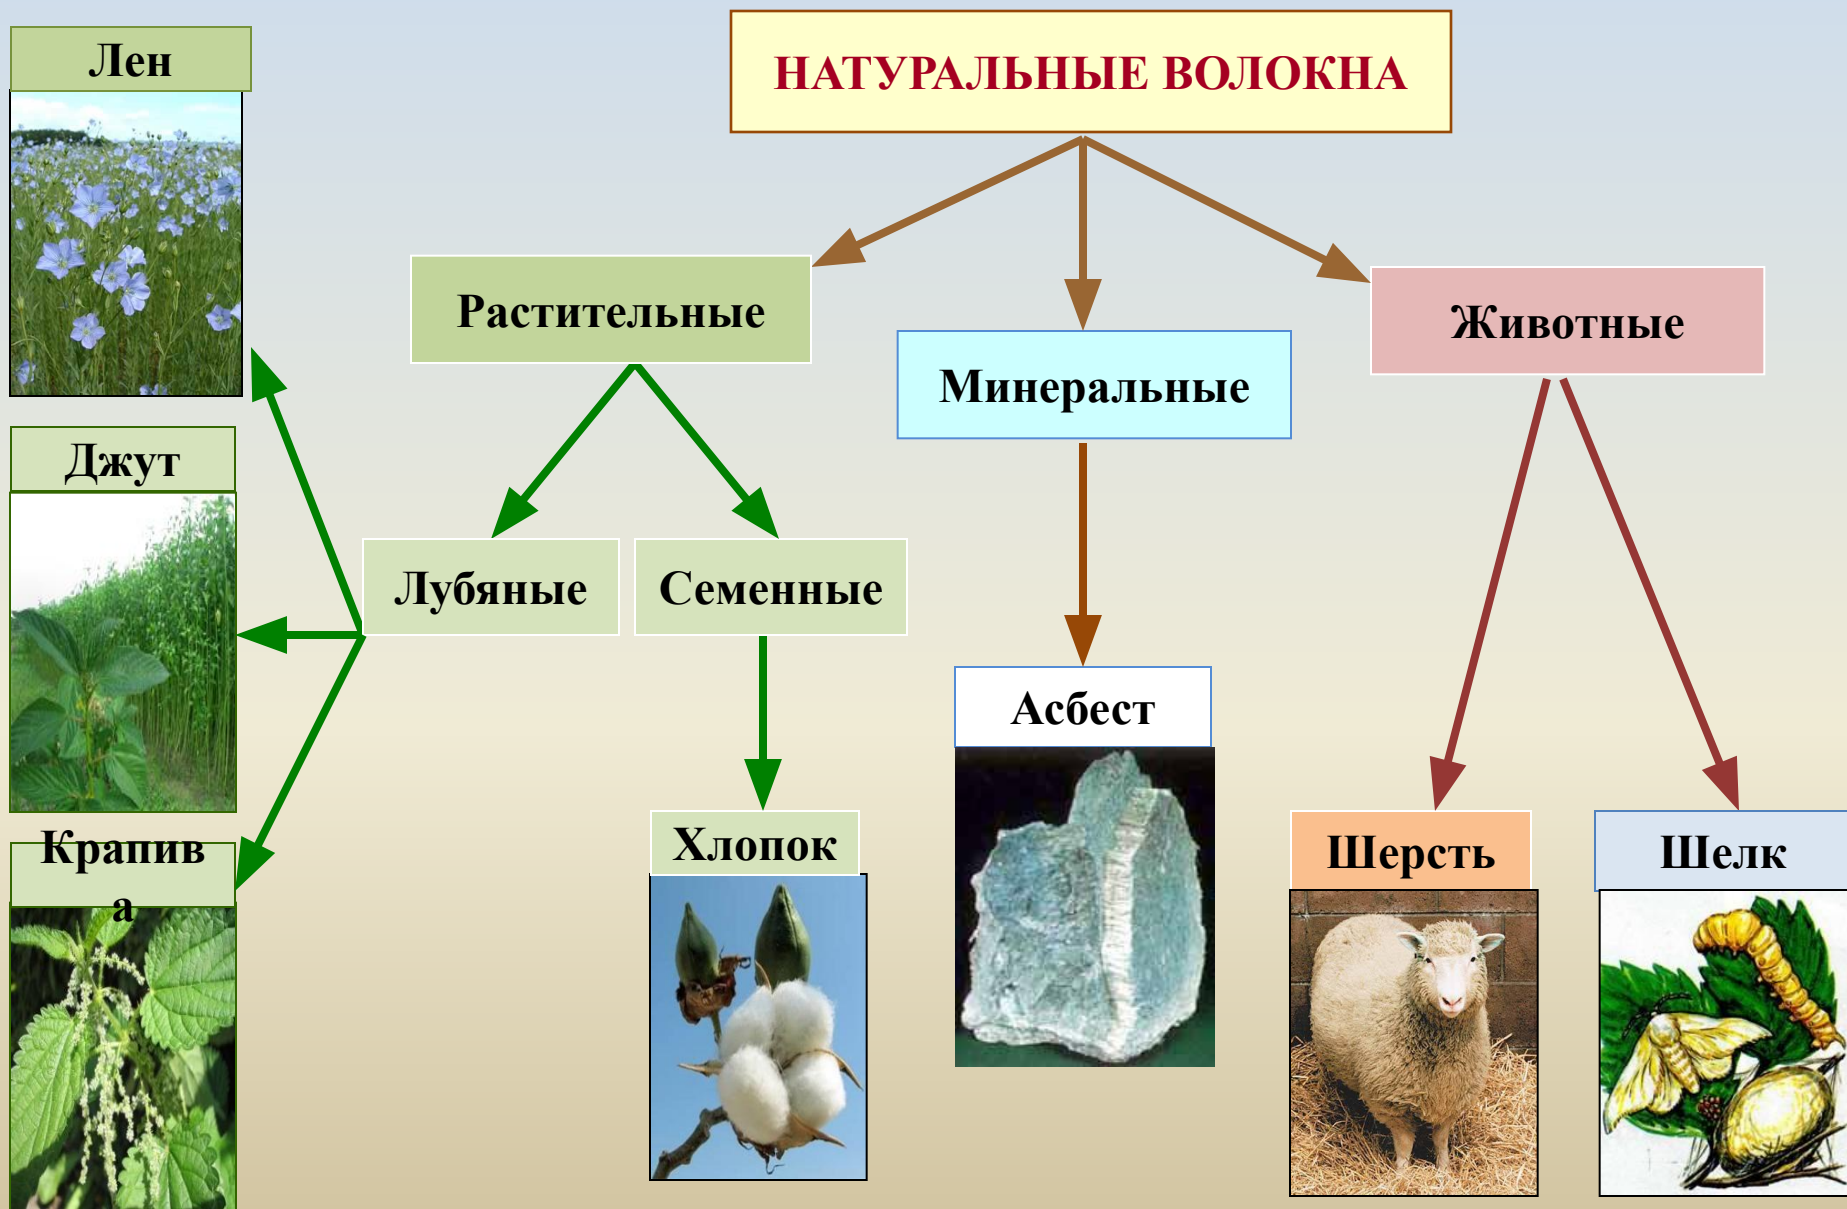 НАТУРАЛЬНЫЕ ВОЛОКНА
Лен
Растительные
Минеральные
Животные
Джут
Лубяные
Семенные
Асбест
Крапив
а
Хлопок
Шерсть
Шелк